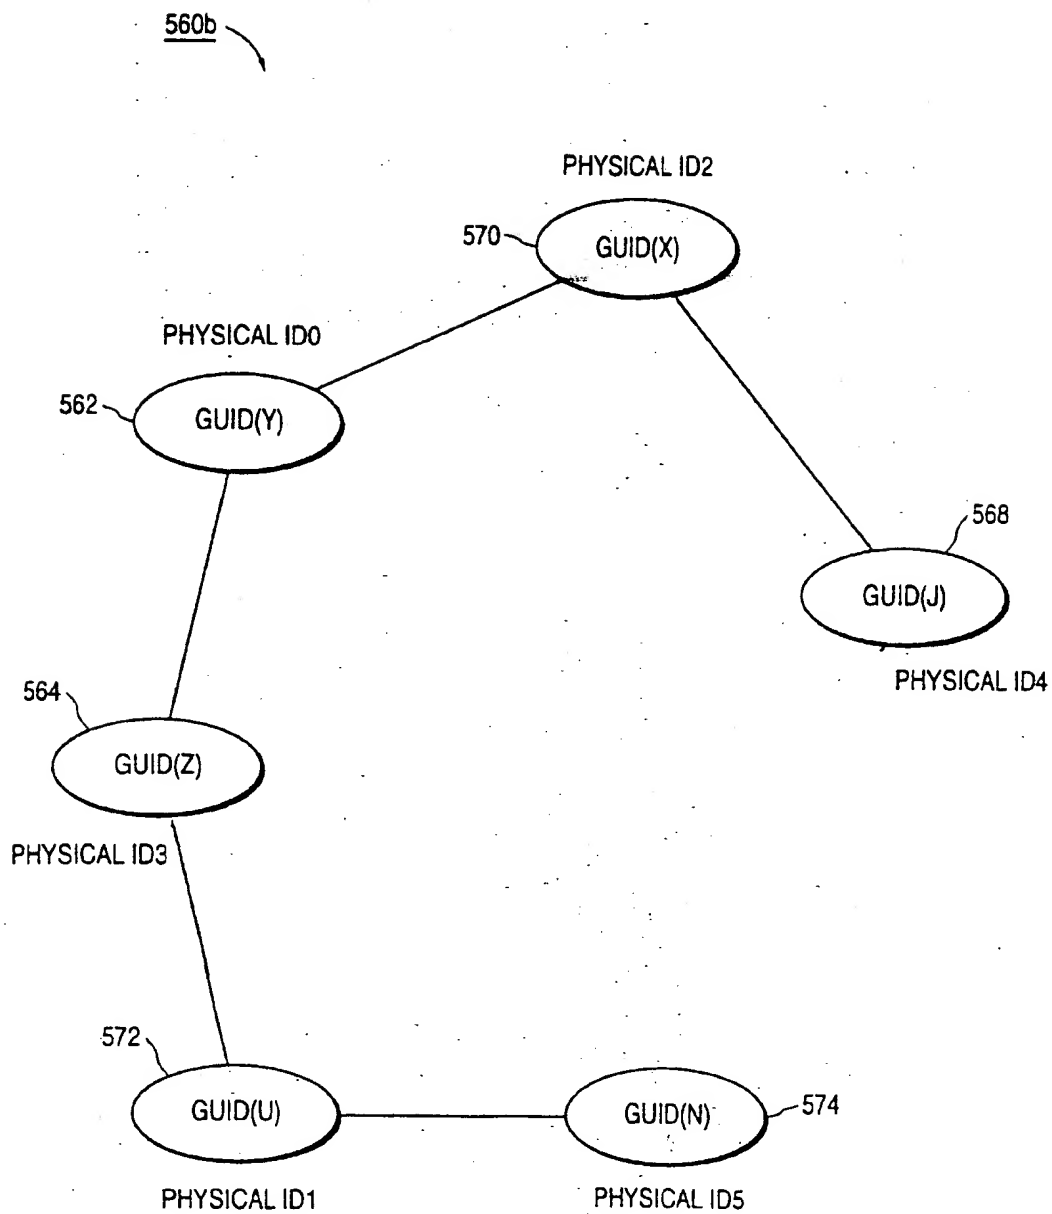 560b
PHYSICAL ID2
570
GUID(X)
PHYSICAL ID0
562
GUID(Y)
568
GUID(J)
PHYSICAL ID4
564
GUID(Z)
PHYSICAL ID3
572
GUID(U)
GUID(N)
574
PHYSICAL ID1
PHYSICAL ID5